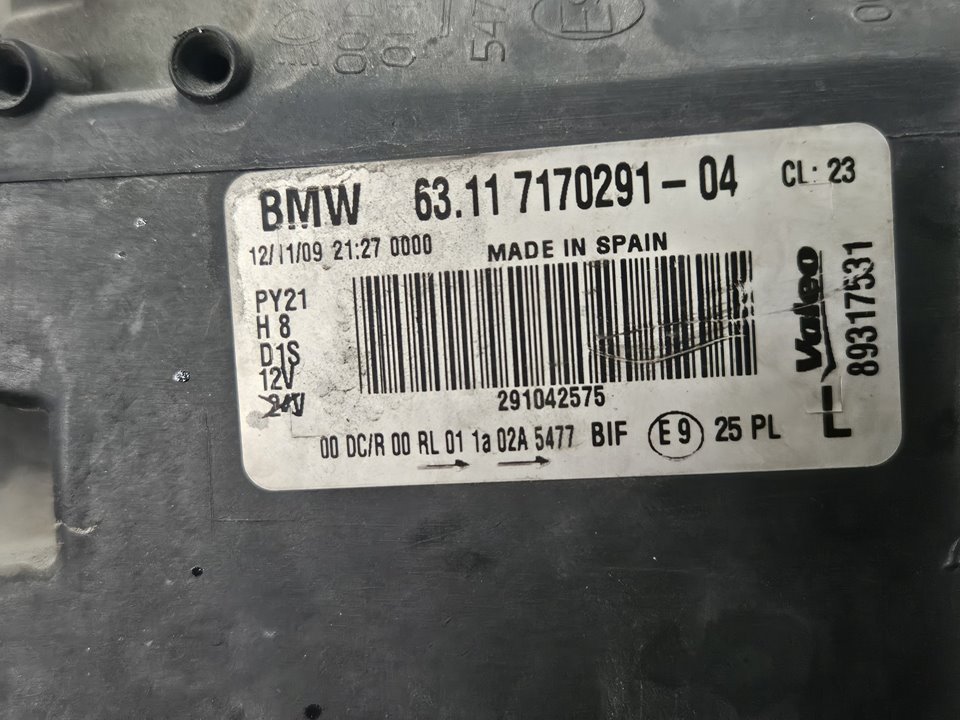 BMW 63.11 7170291-04 CL: 23
12/11/09 21:27 0000 MADE IN SPAIN
PY21
H8
D1S
12V
24V
291042575
00 DC/R 00 RL 01 1a 02A 5477 BIF E9 25 PL
Valeo
89317531
L